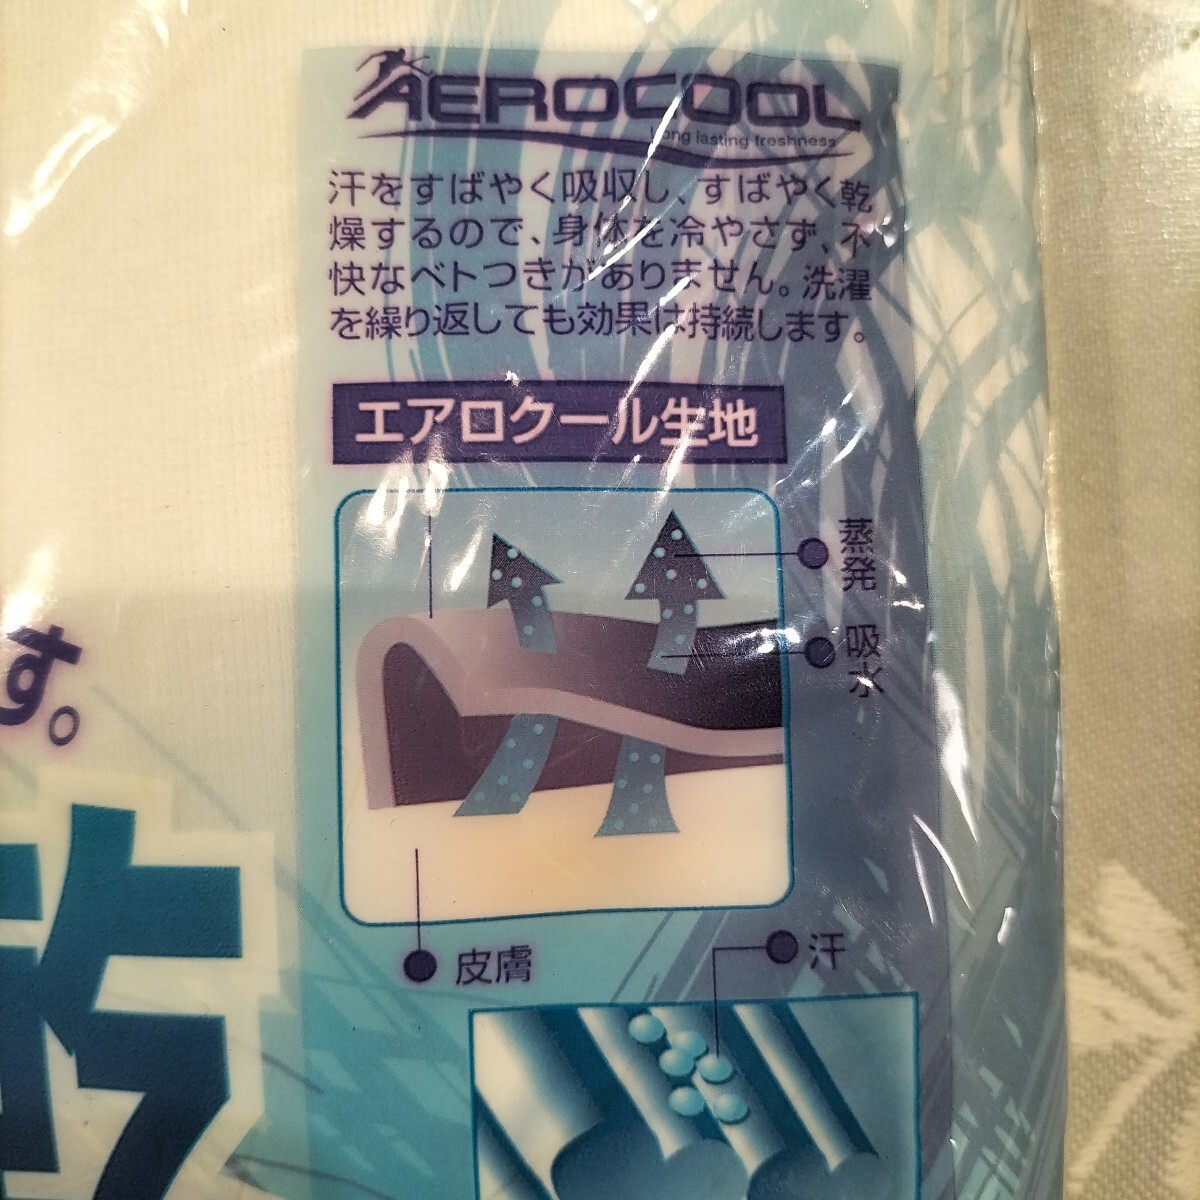 AEROCOOL
Long lasting freshness
汗をすばやく吸収し、すばやく乾
燥するので、身体を冷やさず、不
快なベトつきがありません。洗濯
を繰り返しても効果は持続します。
エアロクール生地
蒸発
吸水
す。
乾
皮膚
汗